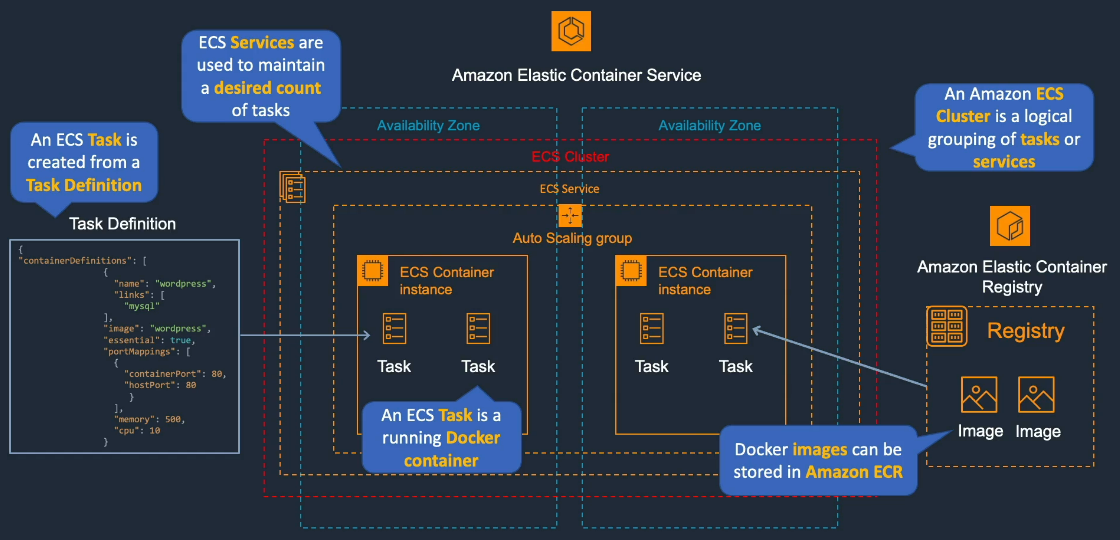 Amazon Elastic Container Service
ECS Services are
used to maintain
a desired count
of tasks
An ECS Task is
created from a
Task Definition
Task Definition
{
"containerDefinitions": [
{
"name": "wordpress",
"links": [
"mysql"
],
"image": "wordpress",
"essential": true,
"portMappings": [
{
"containerPort": 80,
"hostPort": 80
}
],
"memory": 500,
"cpu": 10
}
Availability Zone
Availability Zone
ECS Cluster
ECS Service
Auto Scaling group
ECS Container
instance
Task
Task
ECS Container
instance
Task
Task
An ECS Task is a
running Docker
container
An Amazon ECS
Cluster is a logical
grouping of tasks or
services
Amazon Elastic Container
Registry
Registry
Image
Image
Docker images can be
stored in Amazon ECR